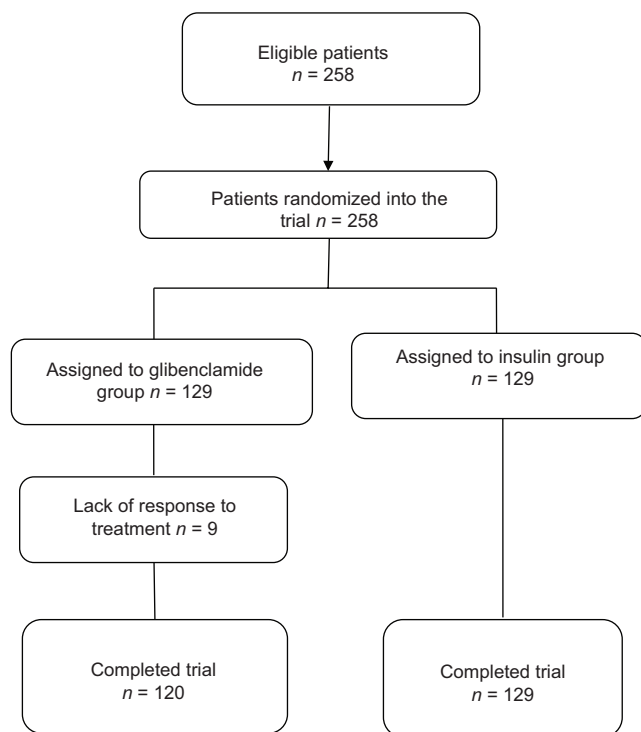 Eligible patients
n = 258
Patients randomized into the
trial n = 258
Assigned to glibenclamide
group n = 129
Assigned to insulin group
n = 129
Lack of response to
treatment n = 9
Completed trial
n = 120
Completed trial
n = 129